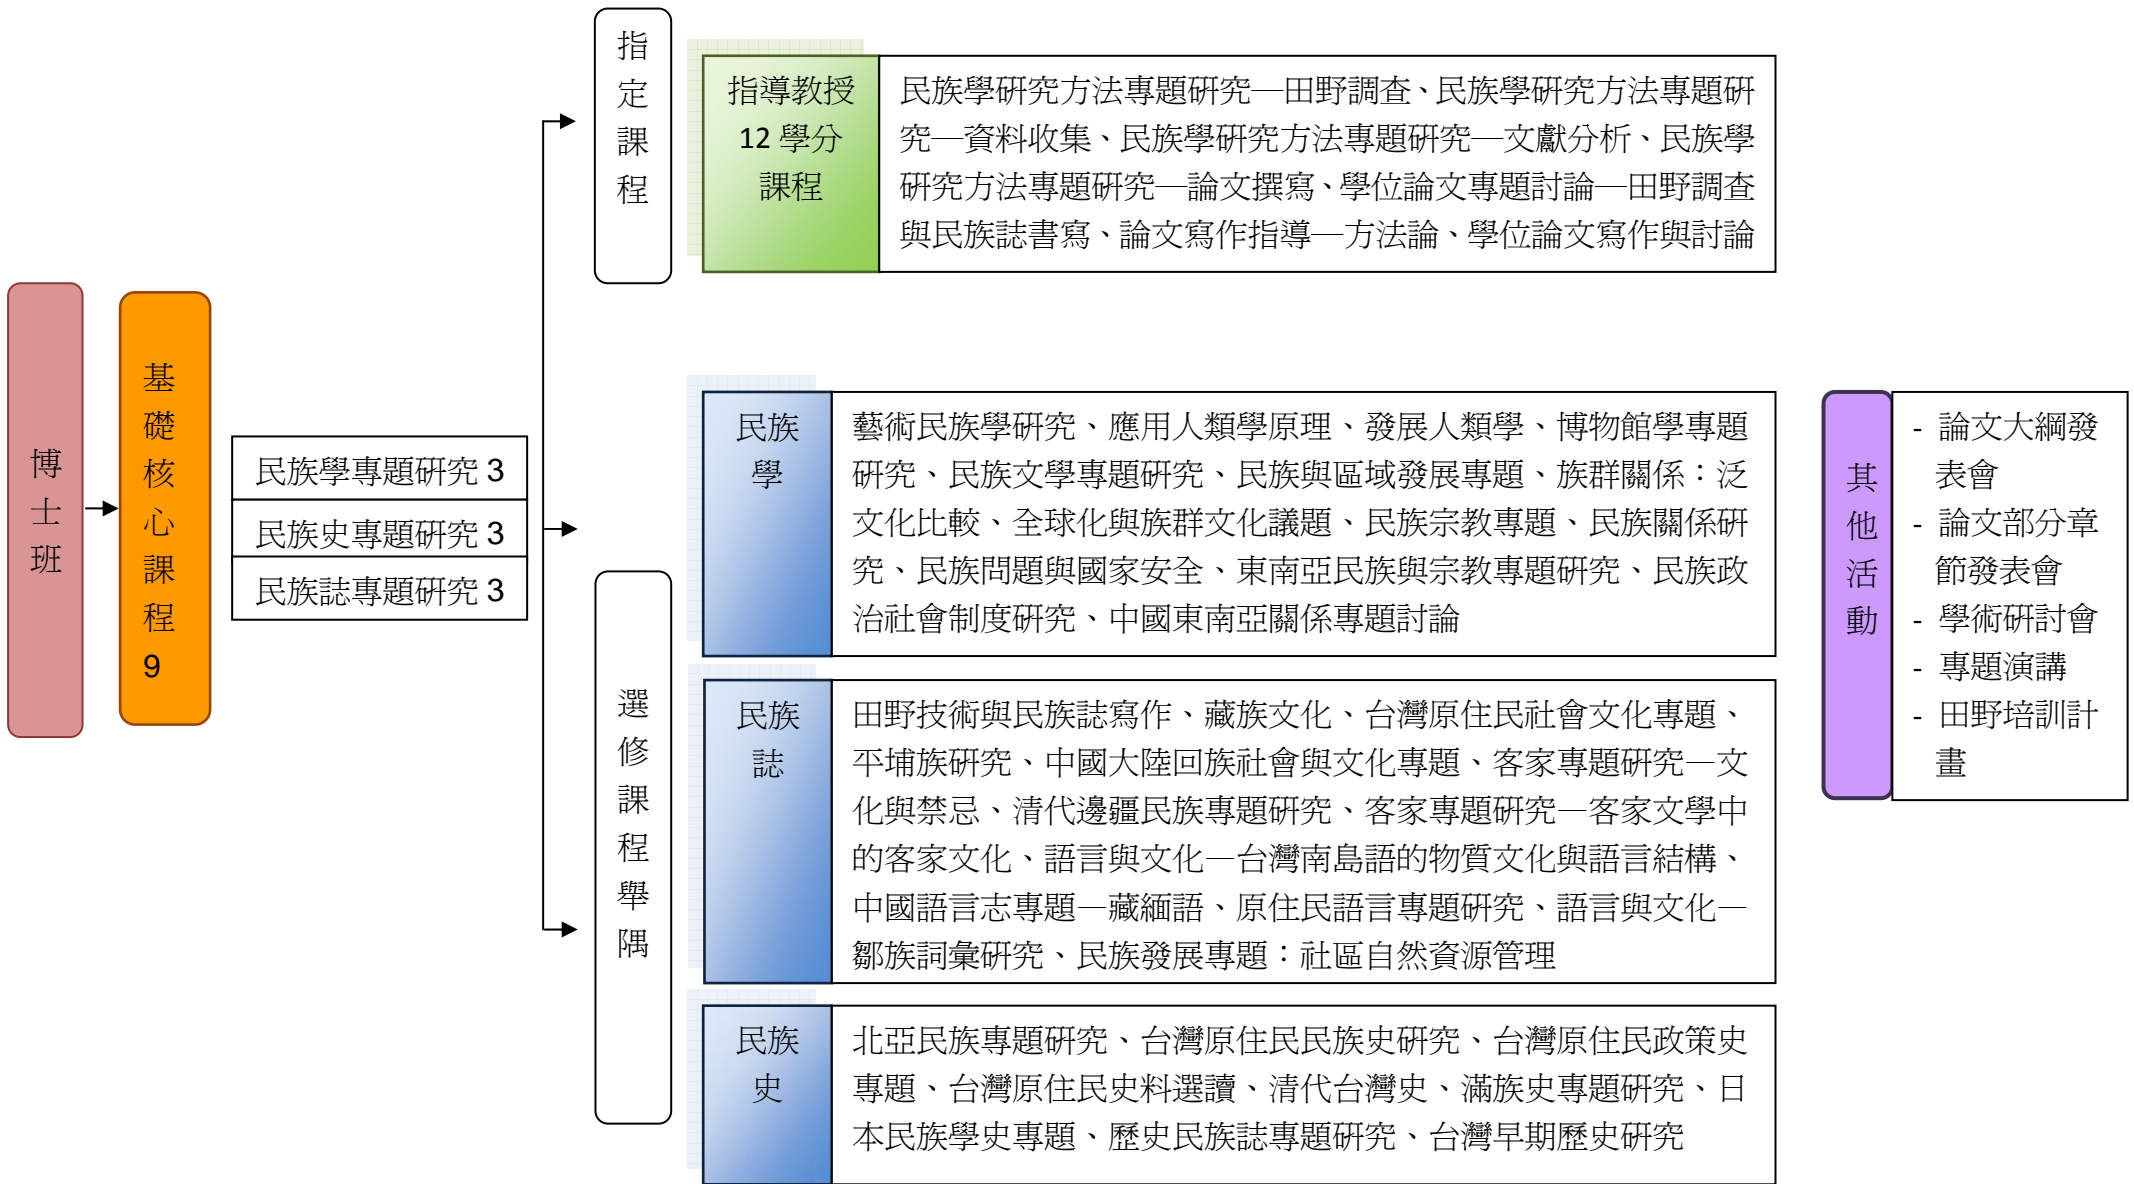 博士班
基礎核心課程9
民族學專題研究 3
民族史專題研究 3
民族誌專題研究 3
指定課程
指導教授
12 學分
課程
民族學研究方法專題研究—田野調查、民族學研究方法專題研
究—資料收集、民族學研究方法專題研究—文獻分析、民族學
研究方法專題研究—論文撰寫、學位論文專題討論—田野調查
與民族誌書寫、論文寫作指導—方法論、學位論文寫作與討論
選修課程舉隅
民族
學
藝術民族學研究、應用人類學原理、發展人類學、博物館學專題
研究、民族文學專題研究、民族與區域發展專題、族群關係：泛
文化比較、全球化與族群文化議題、民族宗教專題、民族關係研
究、民族問題與國家安全、東南亞民族與宗教專題研究、民族政
治社會制度研究、中國東南亞關係專題討論
民族
誌
田野技術與民族誌寫作、藏族文化、台灣原住民社會文化專題、
平埔族研究、中國大陸回族社會與文化專題、客家專題研究—文
化與禁忌、清代邊疆民族專題研究、客家專題研究—客家文學中
的客家文化、語言與文化—台灣南島語的物質文化與語言結構、
中國語言志專題—藏緬語、原住民語言專題研究、語言與文化—
鄒族詞彙研究、民族發展專題：社區自然資源管理
民族
史
北亞民族專題研究、台灣原住民民族史研究、台灣原住民政策史
專題、台灣原住民史料選讀、清代台灣史、滿族史專題研究、日
本民族學史專題、歷史民族誌專題研究、台灣早期歷史研究
其他活動
- 論文大綱發
表會
- 論文部分章
節發表會
- 學術研討會
- 專題演講
- 田野培訓計
畫